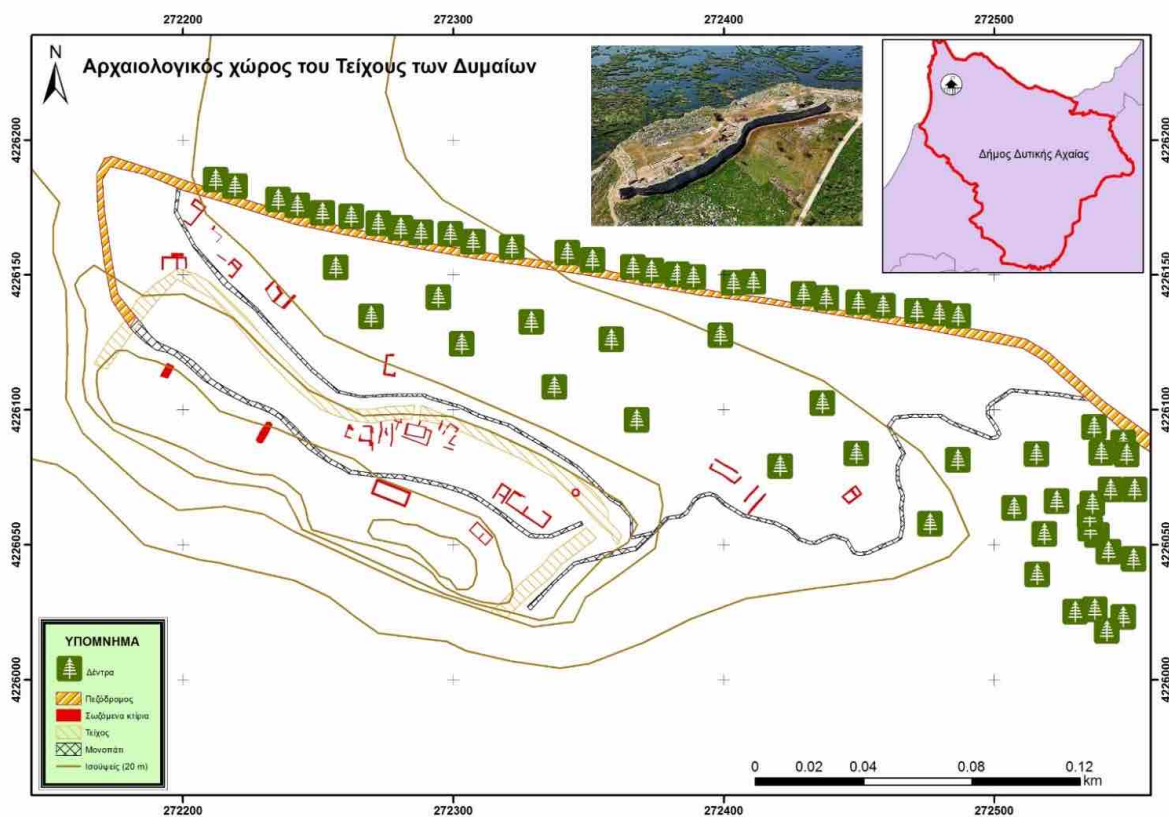 272200 272300 272400 272500
N
Αρχαιολογικός χώρος του Τείχους των Δυμαίων
Δήμος Δυτικής Αχαΐας
4226200 4226200
4226150 4226150
4226100 4226100
4226050 4226050
4226000 4226000
ΥΠΟΜΝΗΜΑ
Δέντρα
Πεζόδρομος
Σωζόμενα κτίρια
Τείχος
Μονοπάτι
Ισοϋψείς (20 m)
0 0.02 0.04 0.08 0.12
km
272200 272300 272400 272500